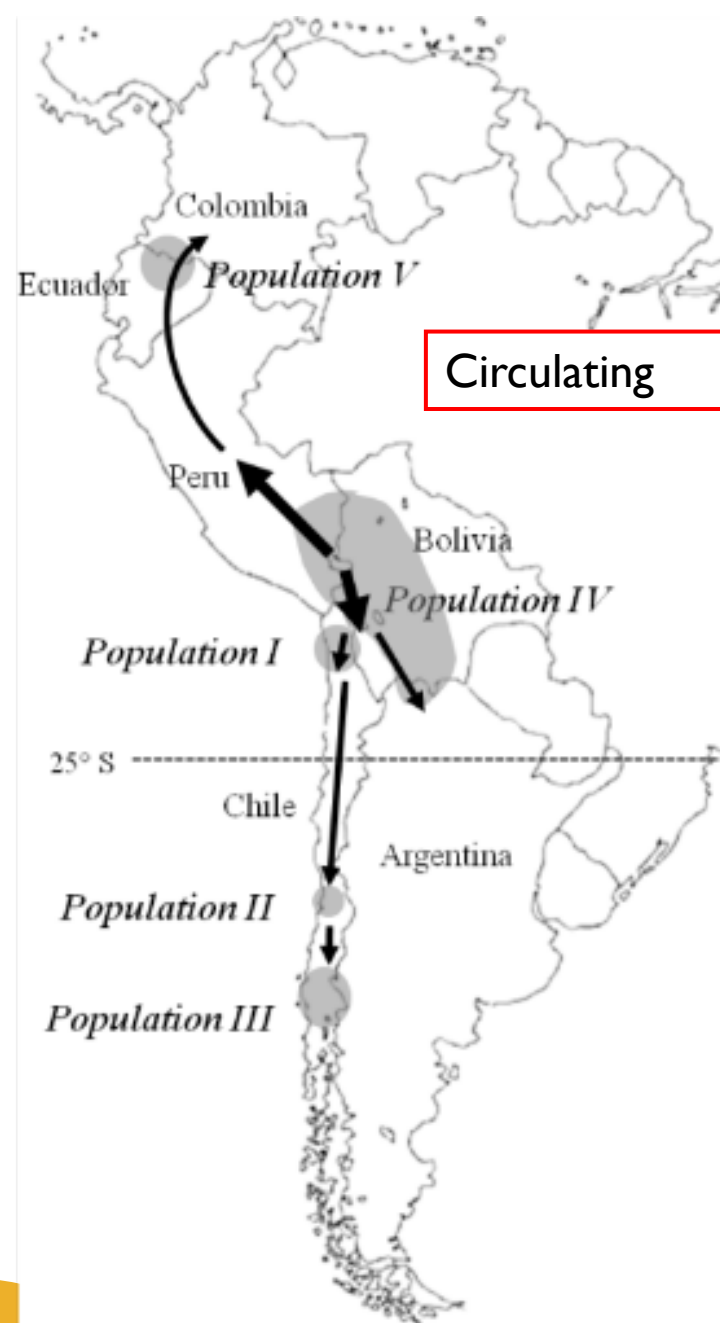 Colombia
Ecuador
Population V
Circulating
Peru
Bolivia
Population IV
Population I
25° S
Chile
Argentina
Population II
Population III